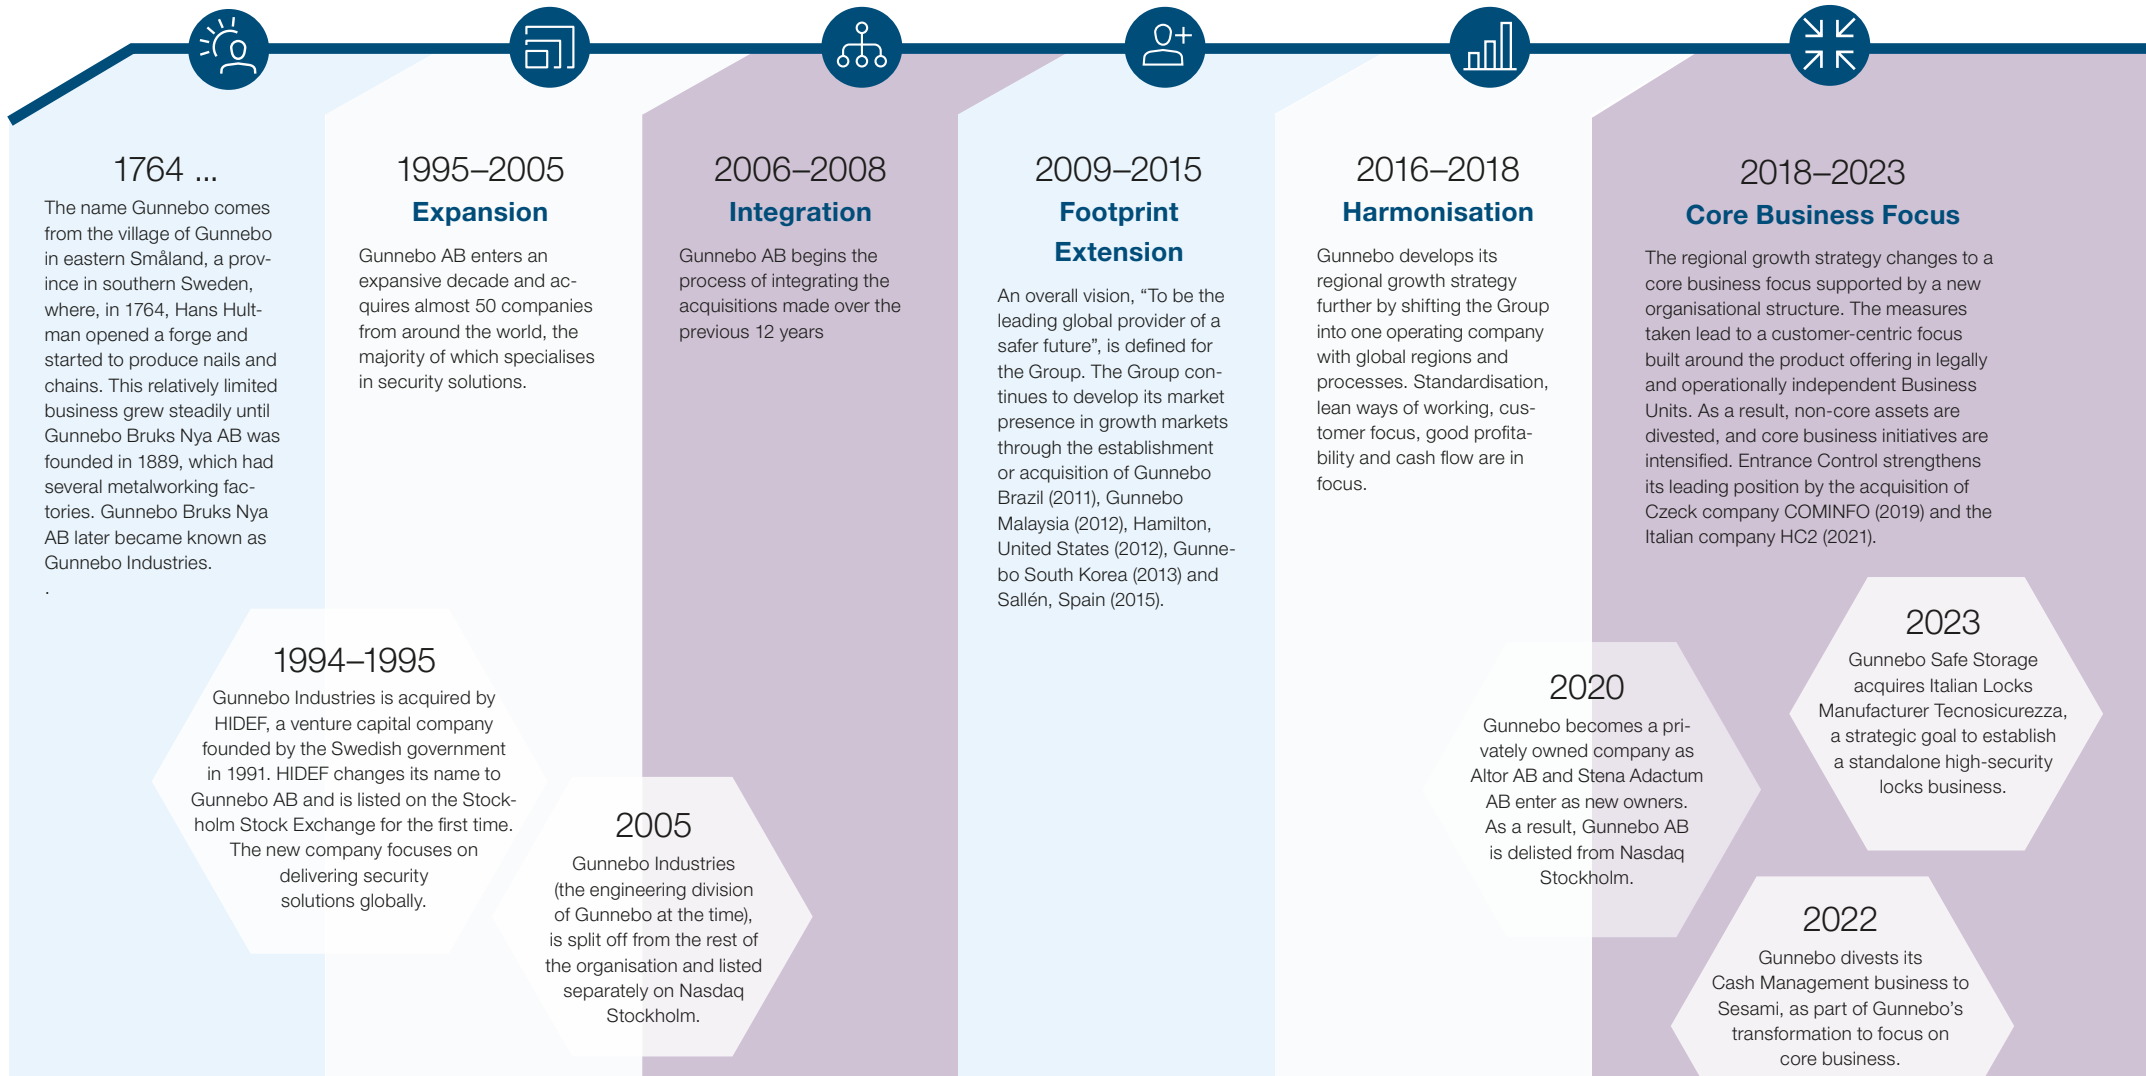 1764 ...
The name Gunnebo comes
from the village of Gunnebo
in eastern Småland, a prov-
ince in southern Sweden,
where, in 1764, Hans Hult-
man opened a forge and
started to produce nails and
chains. This relatively limited
business grew steadily until
Gunnebo Bruks Nya AB was
founded in 1889, which had
several metalworking fac-
tories. Gunnebo Bruks Nya
AB later became known as
Gunnebo Industries.
.
1994–1995
Gunnebo Industries is acquired by
HIDEF, a venture capital company
founded by the Swedish government
in 1991. HIDEF changes its name to
Gunnebo AB and is listed on the Stock-
holm Stock Exchange for the first time.
The new company focuses on
delivering security
solutions globally.
1995–2005
Expansion
Gunnebo AB enters an
expansive decade and ac-
quires almost 50 companies
from around the world, the
majority of which specialises
in security solutions.
2005
Gunnebo Industries
(the engineering division
of Gunnebo at the time),
is split off from the rest of
the organisation and listed
separately on Nasdaq
Stockholm.
2006–2008
Integration
Gunnebo AB begins the
process of integrating the
acquisitions made over the
previous 12 years
2009–2015
Footprint
Extension
An overall vision, “To be the
leading global provider of a
safer future”, is defined for
the Group. The Group con-
tinues to develop its market
presence in growth markets
through the establishment
or acquisition of Gunnebo
Brazil (2011), Gunnebo
Malaysia (2012), Hamilton,
United States (2012), Gunne-
bo South Korea (2013) and
Sallén, Spain (2015).
2016–2018
Harmonisation
Gunnebo develops its
regional growth strategy
further by shifting the Group
into one operating company
with global regions and
processes. Standardisation,
lean ways of working, cus-
tomer focus, good profita-
bility and cash flow are in
focus.
2018–2023
Core Business Focus
The regional growth strategy changes to a
core business focus supported by a new
organisational structure. The measures
taken lead to a customer-centric focus
built around the product offering in legally
and operationally independent Business
Units. As a result, non-core assets are
divested, and core business initiatives are
intensified. Entrance Control strengthens
its leading position by the acquisition of
Czeck company COMINFO (2019) and the
Italian company HC2 (2021).
2020
Gunnebo becomes a pri-
vately owned company as
Altor AB and Stena Adactum
AB enter as new owners.
As a result, Gunnebo AB
is delisted from Nasdaq
Stockholm.
2023
Gunnebo Safe Storage
acquires Italian Locks
Manufacturer Tecnosicurezza,
a strategic goal to establish
a standalone high-security
locks business.
2022
Gunnebo divests its
Cash Management business to
Sesami, as part of Gunnebo’s
transformation to focus on
core business.